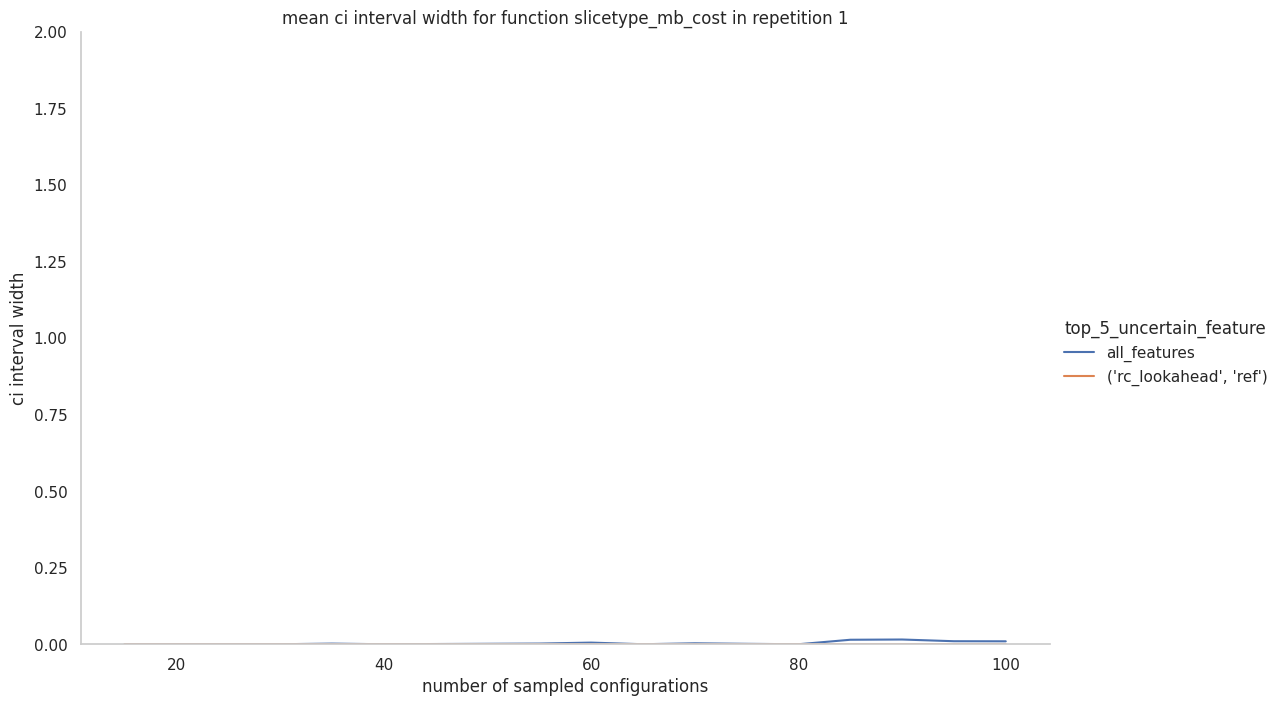 mean ci interval width for function slicetype_mb_cost in repetition 1
2.00
1.75
1.50
1.25
1.00
0.75
0.50
0.25
0.00
ci interval width
20
40
60
80
100
number of sampled configurations
top_5_uncertain_feature
all_features
('rc_lookahead', 'ref')